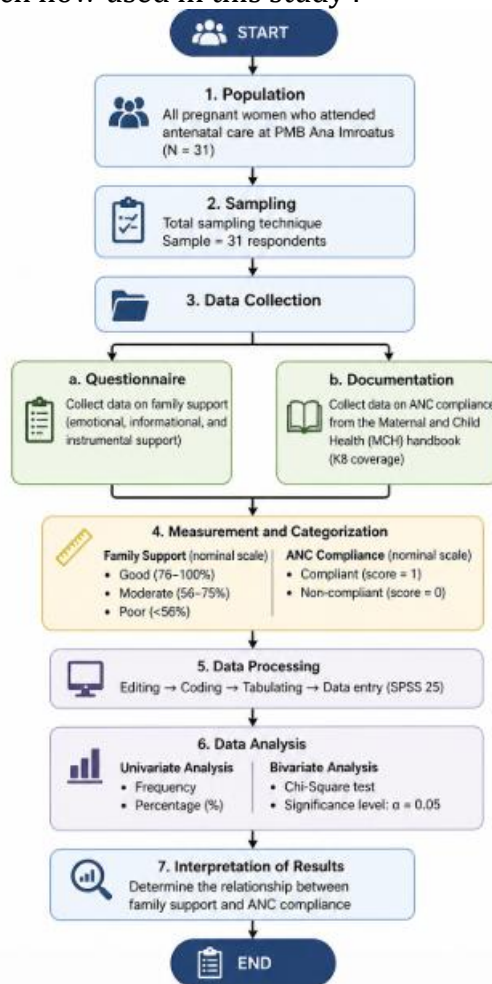 used in this study .
START
1. Population
All pregnant women who attended
antenatal care at PMB Ana Imroatus
(N = 31)
2. Sampling
Total sampling technique
Sample = 31 respondents
3. Data Collection
a. Questionnaire
Collect data on family support
(emotional, informational, and
instrumental support)
b. Documentation
Collect data on ANC compliance
from the Maternal and Child
Health (MCH) handbook
(K8 coverage)
4. Measurement and Categorization
Family Support (nominal scale)
• Good (76–100%)
• Moderate (56–75%)
• Poor (<56%)
ANC Compliance (nominal scale)
• Compliant (score = 1)
• Non-compliant (score = 0)
5. Data Processing
Editing → Coding → Tabulating → Data entry (SPSS 25)
6. Data Analysis
Univariate Analysis
• Frequency
• Percentage (%)
Bivariate Analysis
• Chi-Square test
• Significance level: α = 0.05
7. Interpretation of Results
Determine the relationship between
family support and ANC compliance
END